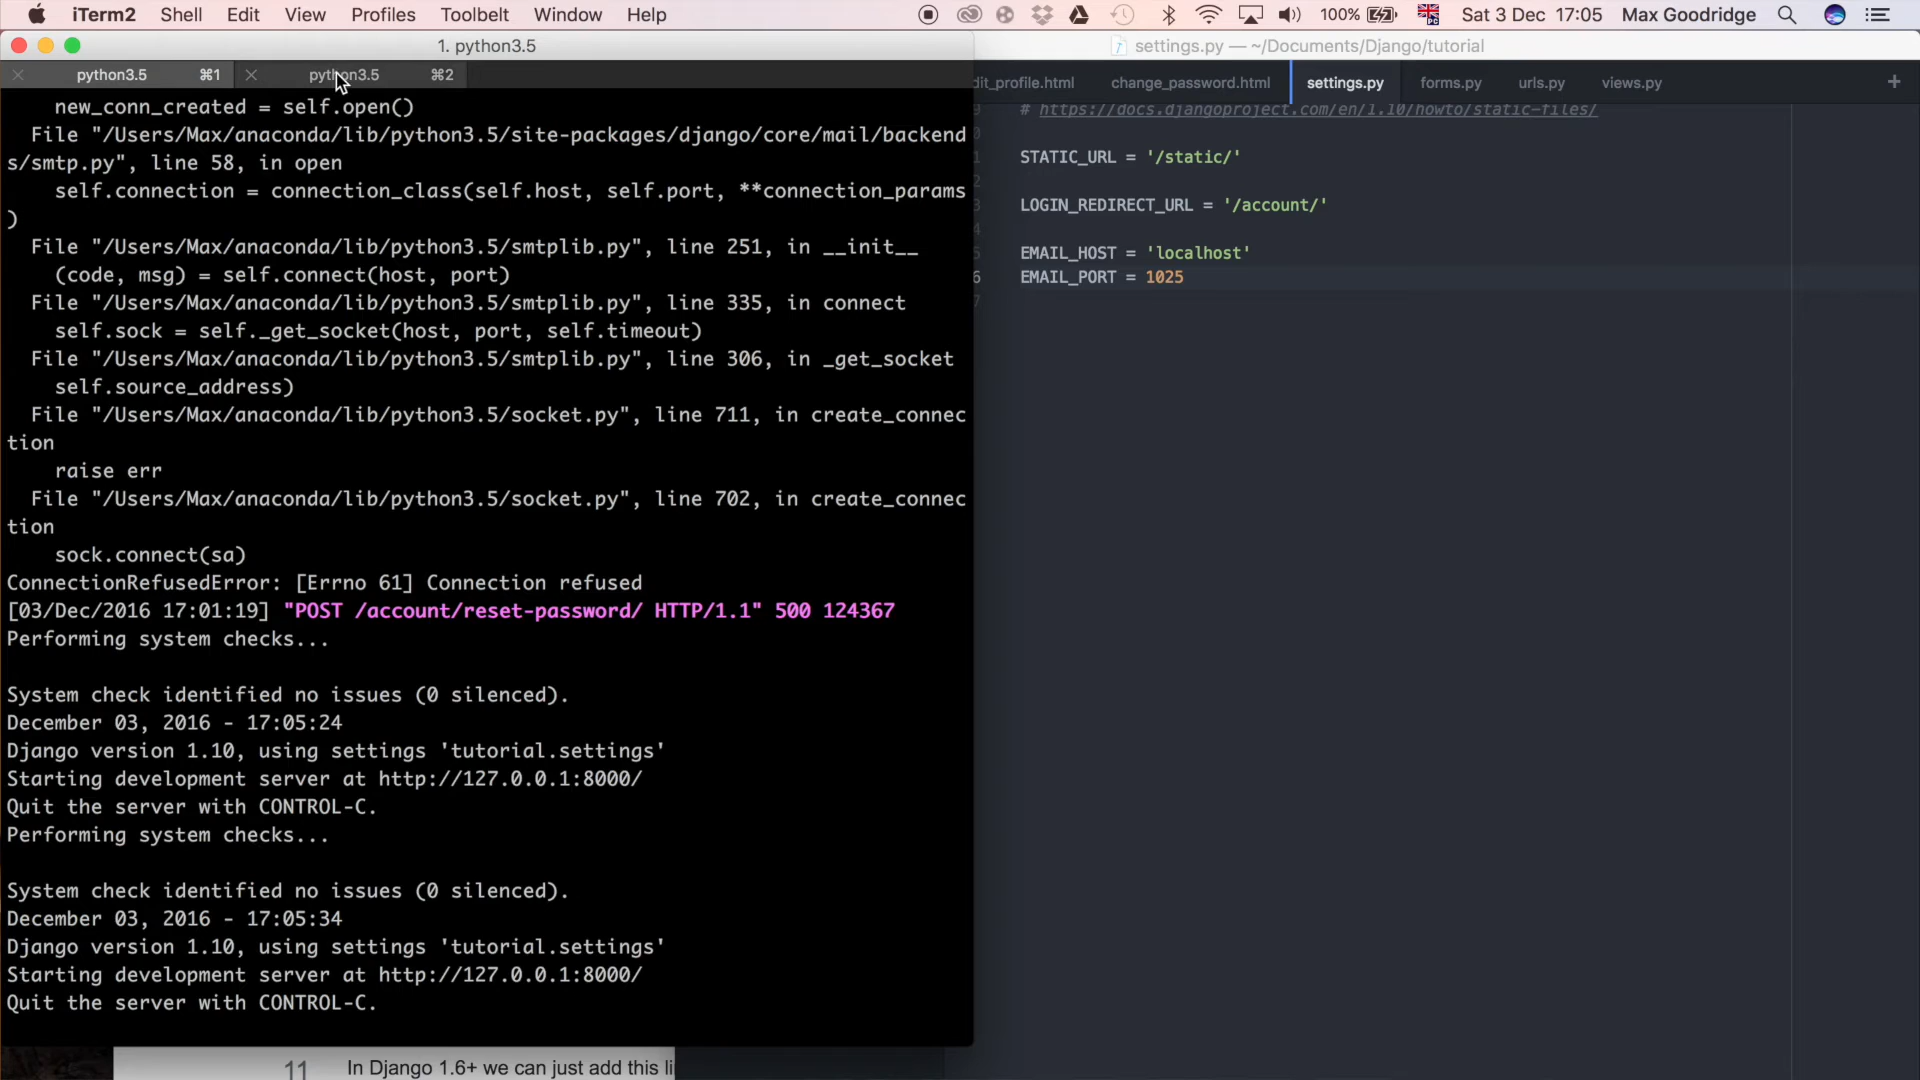 iTerm2 Shell Edit View Profiles Toolbelt Window Help 100% Sat 3 Dec 17:05 Max Goodridge
1. python3.5
python3.5 ⌘1 python3.5 ⌘2
new_conn_created = self.open()
File "/Users/Max/anaconda/lib/python3.5/site-packages/django/core/mail/backend
s/smtp.py", line 58, in open
self.connection = connection_class(self.host, self.port, **connection_params
)
File "/Users/Max/anaconda/lib/python3.5/smtplib.py", line 251, in __init__
(code, msg) = self.connect(host, port)
File "/Users/Max/anaconda/lib/python3.5/smtplib.py", line 335, in connect
self.sock = self._get_socket(host, port, self.timeout)
File "/Users/Max/anaconda/lib/python3.5/smtplib.py", line 306, in _get_socket
self.source_address)
File "/Users/Max/anaconda/lib/python3.5/socket.py", line 711, in create_connec
tion
raise err
File "/Users/Max/anaconda/lib/python3.5/socket.py", line 702, in create_connec
tion
sock.connect(sa)
ConnectionRefusedError: [Errno 61] Connection refused
[03/Dec/2016 17:01:19] "POST /account/reset-password/ HTTP/1.1" 500 124367
Performing system checks...
System check identified no issues (0 silenced).
December 03, 2016 - 17:05:24
Django version 1.10, using settings 'tutorial.settings'
Starting development server at http://127.0.0.1:8000/
Quit the server with CONTROL-C.
Performing system checks...
System check identified no issues (0 silenced).
December 03, 2016 - 17:05:34
Django version 1.10, using settings 'tutorial.settings'
Starting development server at http://127.0.0.1:8000/
Quit the server with CONTROL-C.
11 In Django 1.6+ we can just add this li
settings.py — ~/Documents/Django/tutorial
dit_profile.html change_password.html settings.py forms.py urls.py views.py +
9 # https://docs.djangoproject.com/en/1.10/howto/static-files/
0
1 STATIC_URL = '/static/'
2
3 LOGIN_REDIRECT_URL = '/account/'
4
5 EMAIL_HOST = 'localhost'
6 EMAIL_PORT = 1025
7